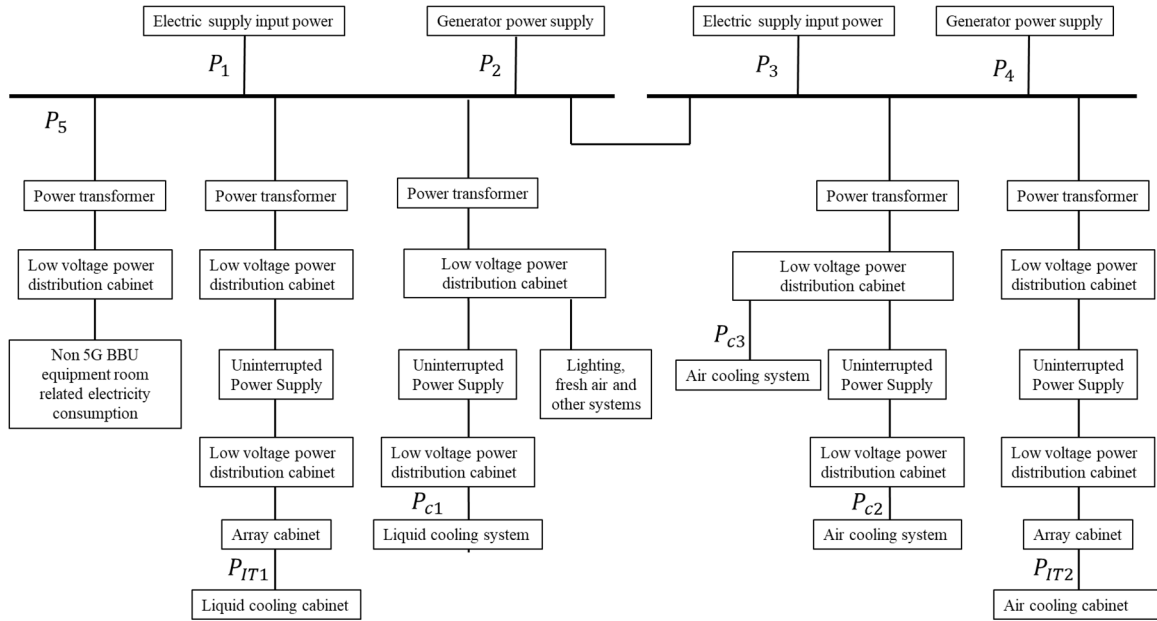 Electric supply input power
Generator power supply
Electric supply input power
Generator power supply
P1
P2
P3
P4
P5
Power transformer
Power transformer
Power transformer
Power transformer
Power transformer
Low voltage power
distribution cabinet
Low voltage power
distribution cabinet
Low voltage power
distribution cabinet
Low voltage power
distribution cabinet
Low voltage power
distribution cabinet
Non 5G BBU
equipment room
related electricity
consumption
Uninterrupted
Power Supply
Uninterrupted
Power Supply
Lighting,
fresh air and
other systems
Pc3
Air cooling system
Uninterrupted
Power Supply
Uninterrupted
Power Supply
Low voltage power
distribution cabinet
Low voltage power
distribution cabinet
Low voltage power
distribution cabinet
Low voltage power
distribution cabinet
Pc1
Pc2
Array cabinet
Liquid cooling system
Air cooling system
Array cabinet
PIT1
PIT2
Liquid cooling cabinet
Air cooling cabinet